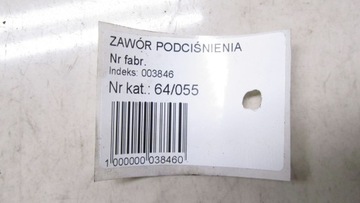 ZAWÓR PODCIŚNIENIA
Nr fabr.
Indeks: 003846
Nr kat.: 64/055
1 000000 038460